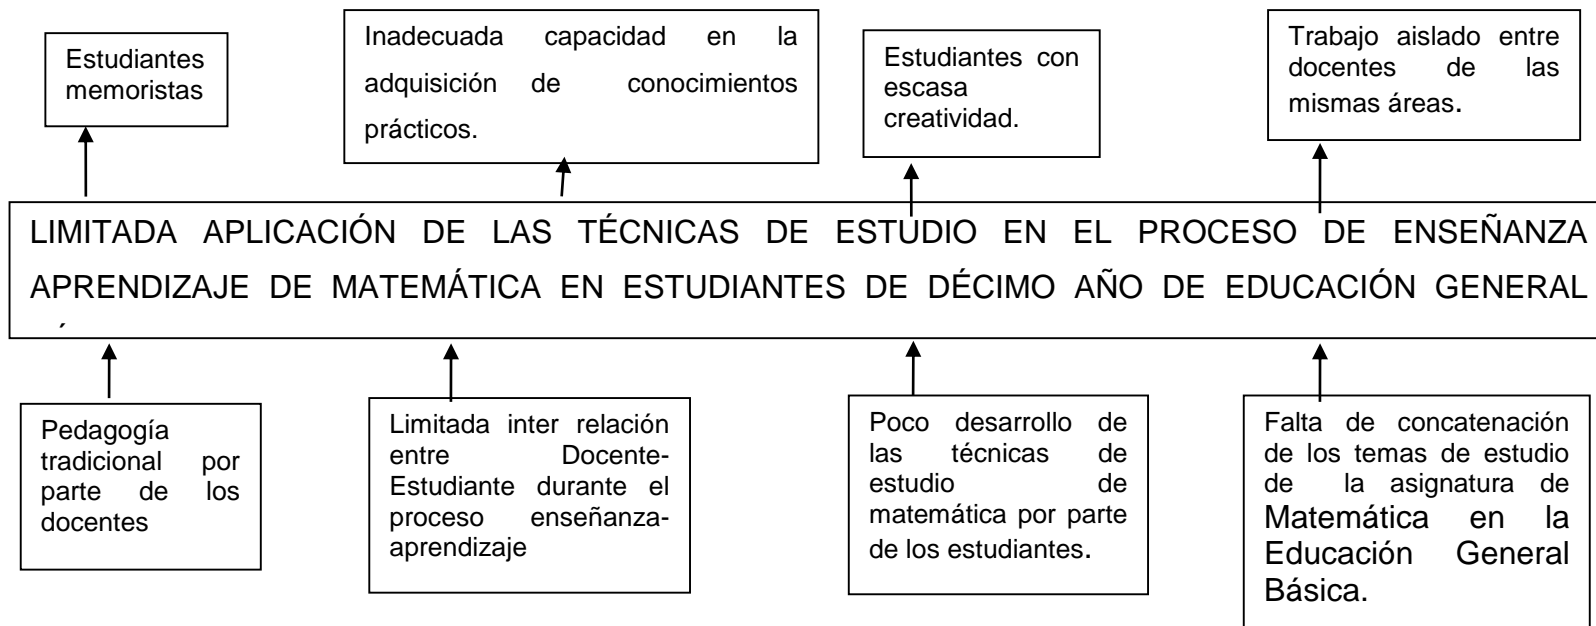 Estudiantes
memoristas
Inadecuada capacidad en la
adquisición de conocimientos
prácticos.
Estudiantes con
escasa
creatividad.
Trabajo aislado entre
docentes de las
mismas áreas.
LIMITADA APLICACIÓN DE LAS TÉCNICAS DE ESTUDIO EN EL PROCESO DE ENSEÑANZA
APRENDIZAJE DE MATEMÁTICA EN ESTUDIANTES DE DÉCIMO AÑO DE EDUCACIÓN GENERAL
Pedagogía
tradicional por
parte de los
docentes
Limitada inter relación
entre Docente-
Estudiante durante el
proceso enseñanza-
aprendizaje
Poco desarrollo de
las técnicas de
estudio de
matemática por parte
de los estudiantes.
Falta de concatenación
de los temas de estudio
de la asignatura de
Matemática en la
Educación General
Básica.